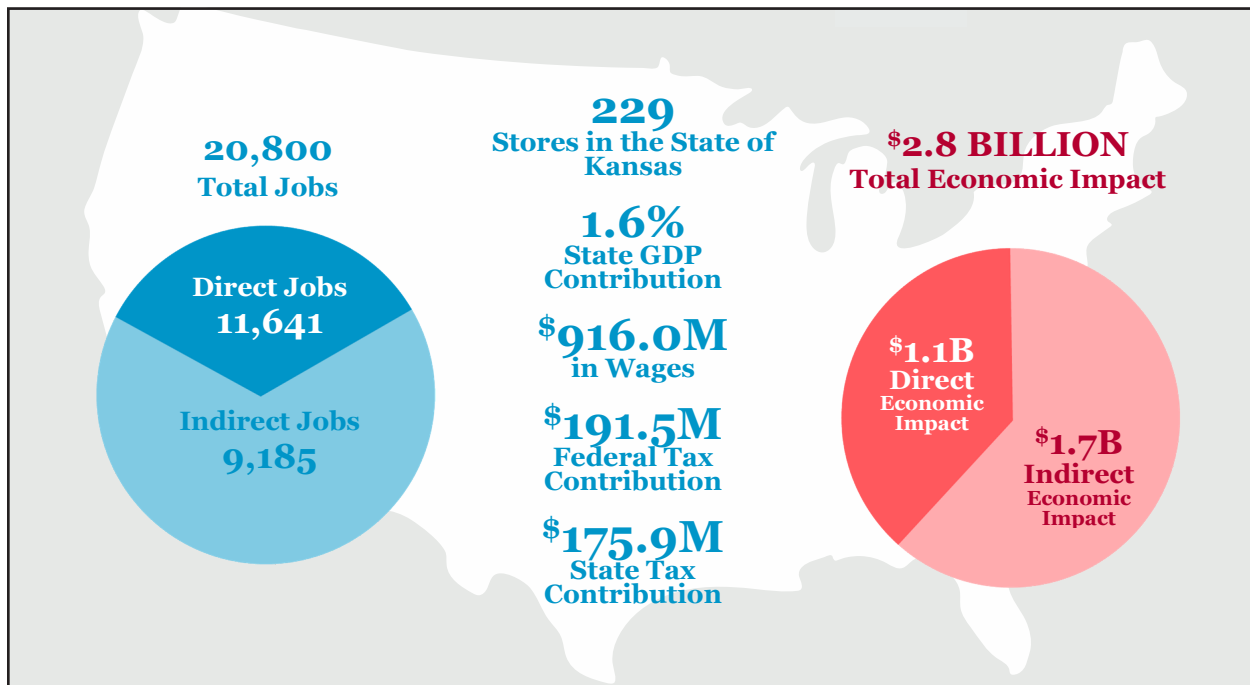 20,800
Total Jobs
Direct Jobs
11,641
Indirect Jobs
9,185
229
Stores in the State of
Kansas
1.6%
State GDP
Contribution
$916.0M
in Wages
$191.5M
Federal Tax
Contribution
$175.9M
State Tax
Contribution
$2.8 BILLION
Total Economic Impact
$1.1B
Direct
Economic
Impact
$1.7B
Indirect
Economic
Impact